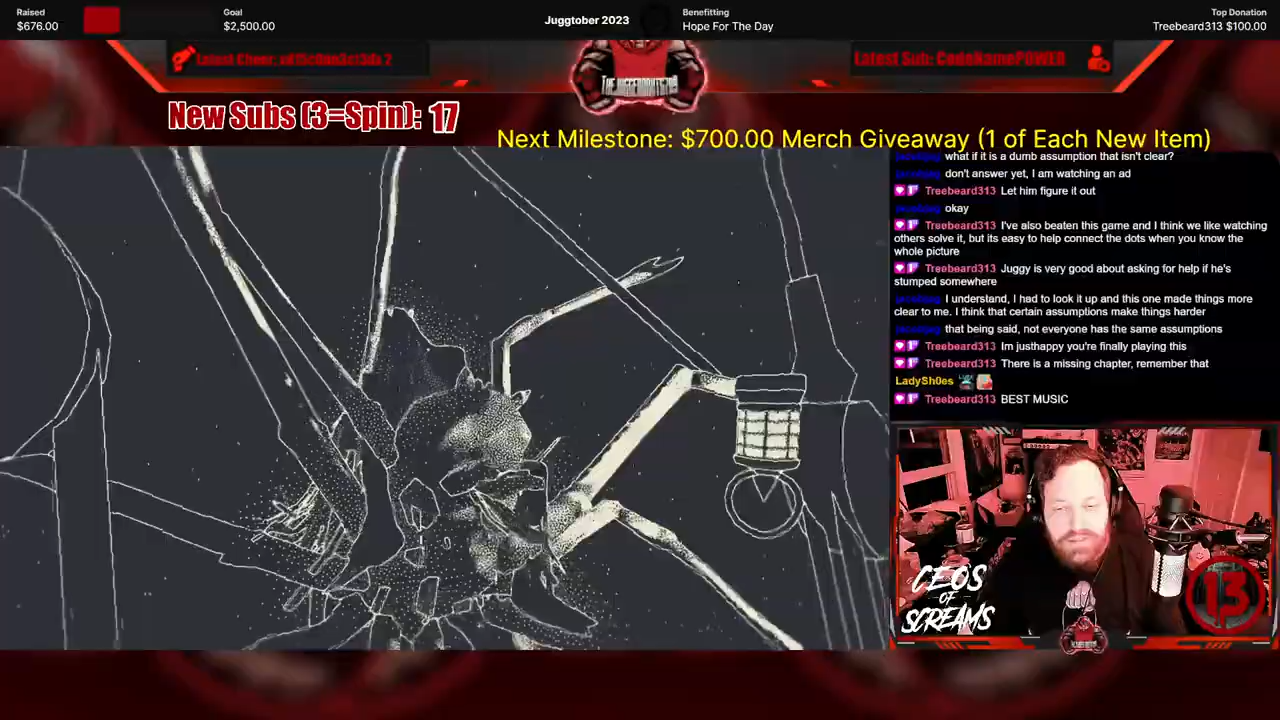 Raised
$676.00
Goal
$2,500.00
Juggtober 2023
Benefitting
Hope For The Day
Top Donation
Treebeard313 $100.00
Latest Sub: CodeNamePOWER
New Subs (3=Spin): 17
Next Milestone: $700.00 Merch Giveaway (1 of Each New Item)
what if it is a dumb assumption that isn't clear?
don't answer yet, I am watching an ad
Treebeard313 Let him figure it out
okay
Treebeard313 I've also beaten this game and I think we like watching
others solve it, but its easy to help connect the dots when you know the
whole picture
Treebeard313 Juggy is very good about asking for help if he's
stumped somewhere
I understand, I had to look it up and this one made things more
clear to me. I think that certain assumptions make things harder
that being said, not everyone has the same assumptions
Treebeard313 Im justhappy you're finally playing this
Treebeard313 There is a missing chapter, remember that
LadySh0es
Treebeard313 BEST MUSIC
CEOS
OF
SCREAMS
13